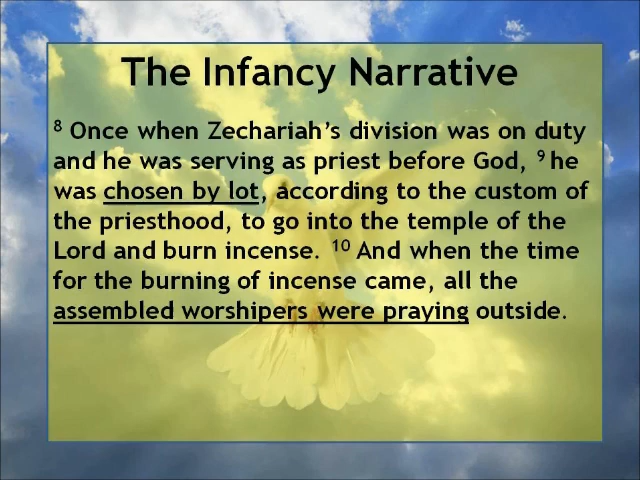 The Infancy Narrative
8 Once when Zechariah’s division was on duty
and he was serving as priest before God, 9 he
was chosen by lot, according to the custom of
the priesthood, to go into the temple of the
Lord and burn incense. 10 And when the time
for the burning of incense came, all the
assembled worshipers were praying outside.